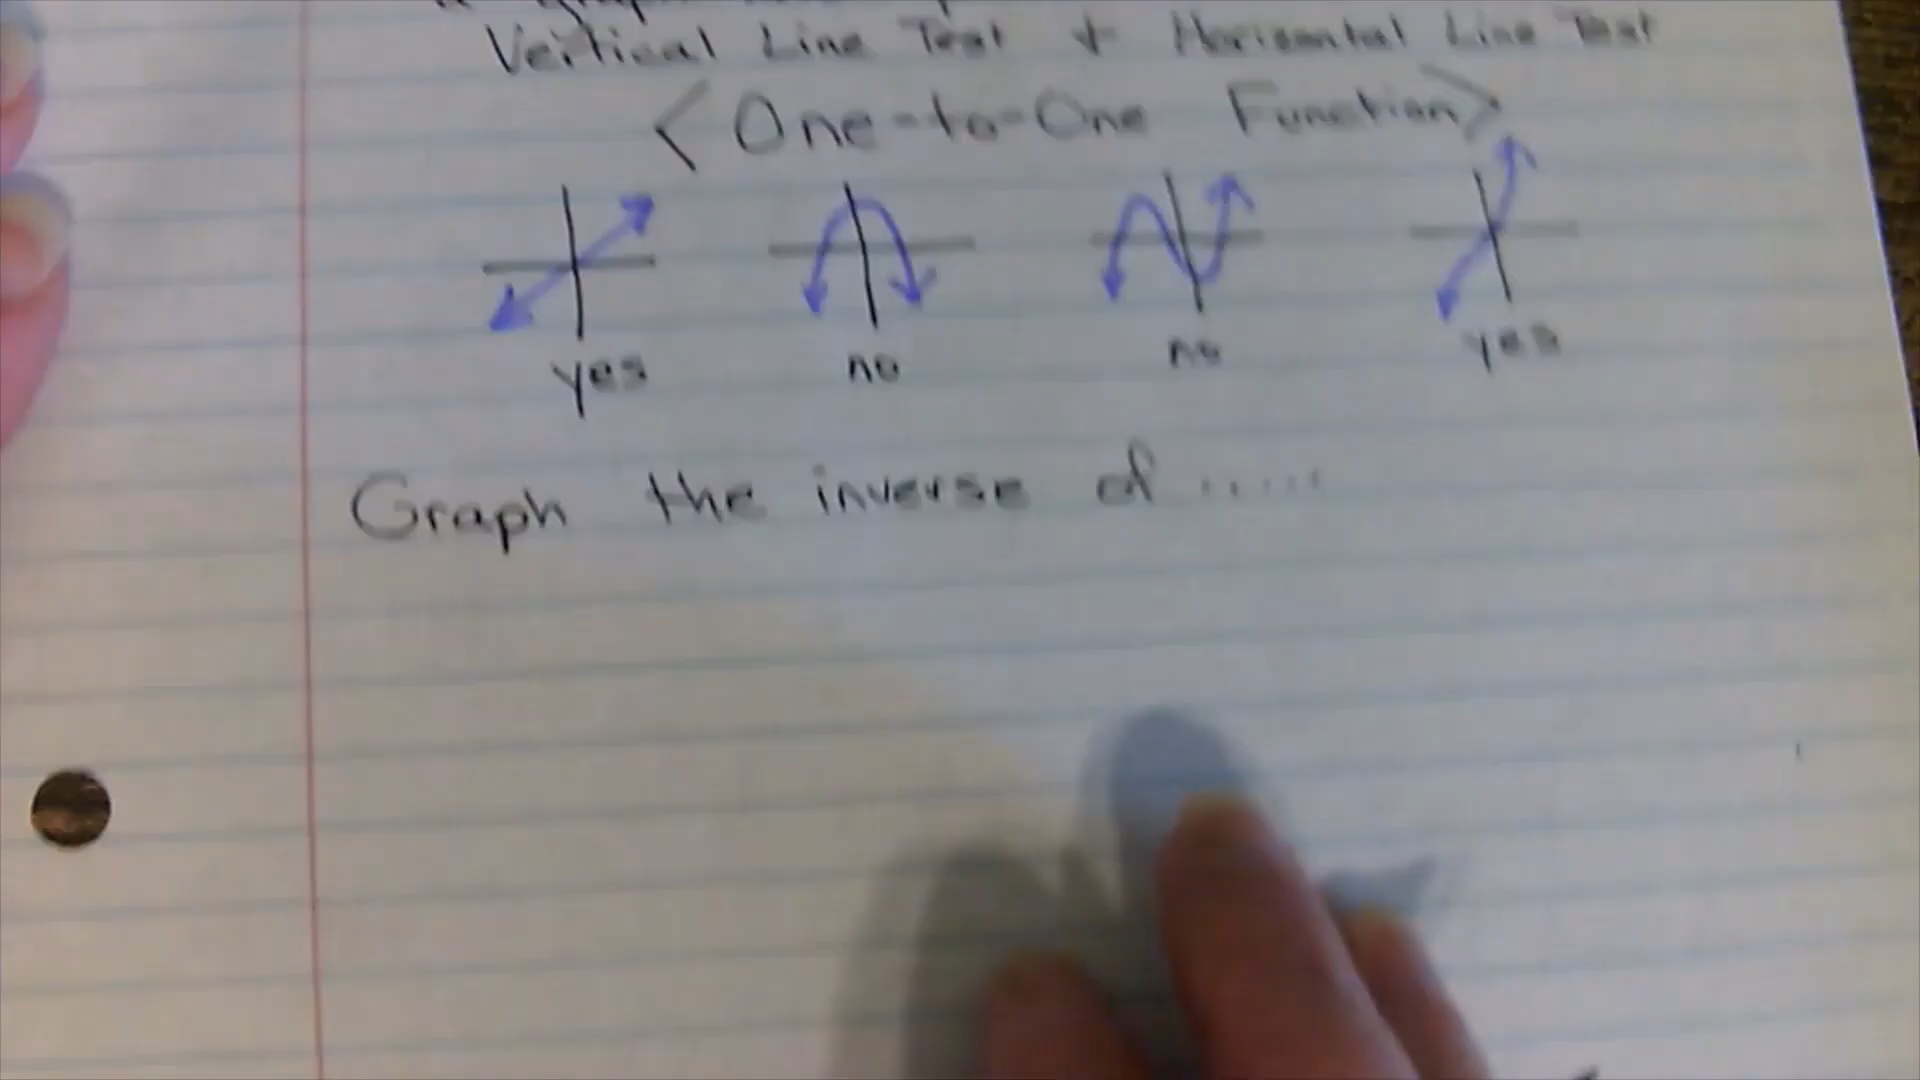 Vertical Line Test + Horizontal Line Test
<One-to-One Function>
yes no no yes
Graph the inverse of .....